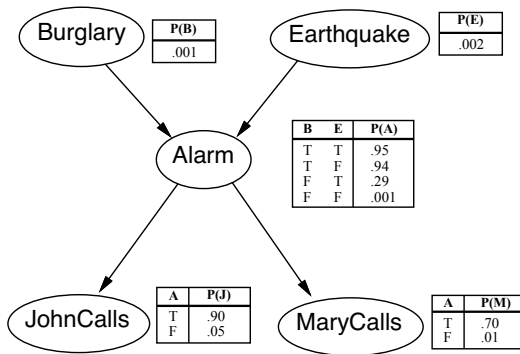 Burglary
P(B)
.001
Earthquake
P(E)
.002
Alarm
B E P(A)
T T .95
T F .94
F T .29
F F .001
JohnCalls
A P(J)
T .90
F .05
MaryCalls
A P(M)
T .70
F .01